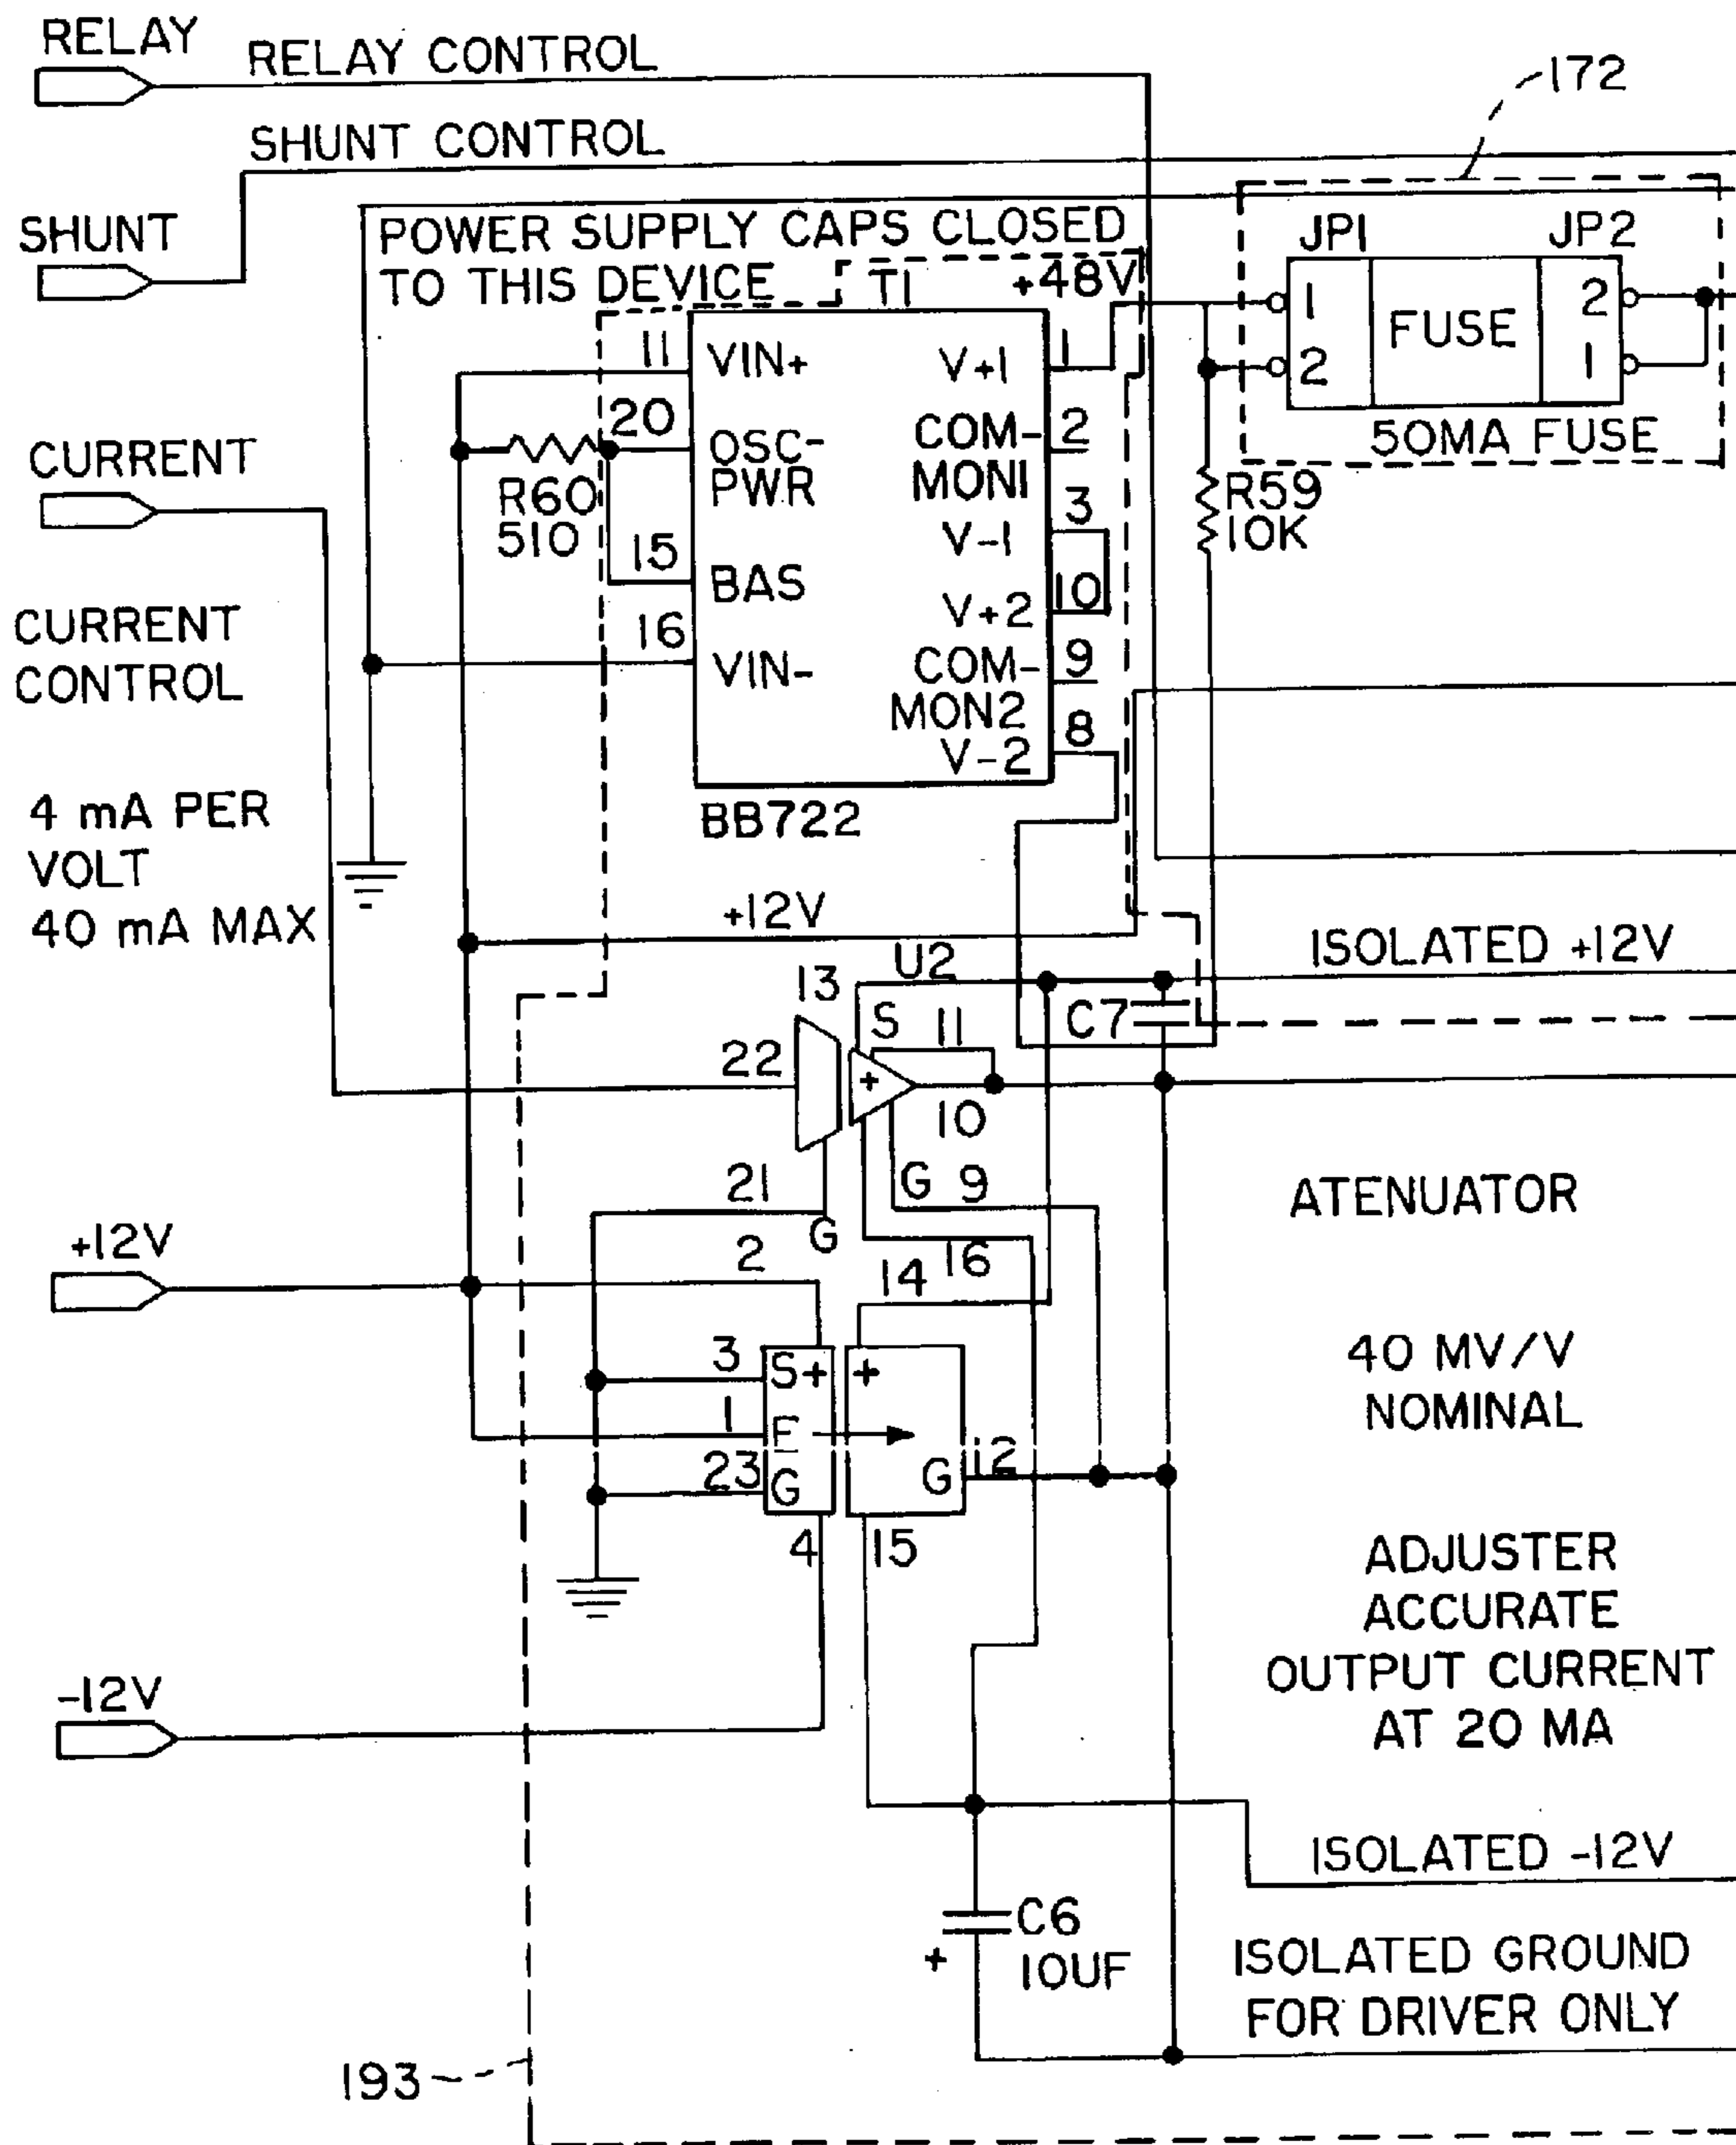 RELAY
RELAY CONTROL
172
SHUNT CONTROL
SHUNT
POWER SUPPLY CAPS CLOSED
TO THIS DEVICE
T1
+48V
JP1
JP2
1
FUSE
2
2
1
50MA FUSE
11
VIN+
V+1
1
20
OSC-
PWR
COM-
MON1
2
R60
510
R59
10K
3
V-1
15
BAS
10
V+2
16
VIN-
COM-
MON2
9
V-2
8
BB722
CURRENT
CURRENT
CONTROL
4 mA PER
VOLT
40 mA MAX
+12V
ISOLATED +12V
U2
13
S
11
C7
22
+
10
21
G
G 9
2
16
14
ATENUATOR
+12V
3
S+
+
1
E
23
G
G
12
4
15
40 MV/V
NOMINAL
ADJUSTER
ACCURATE
OUTPUT CURRENT
AT 20 MA
-12V
ISOLATED -12V
C6
+
10UF
ISOLATED GROUND
FOR DRIVER ONLY
193